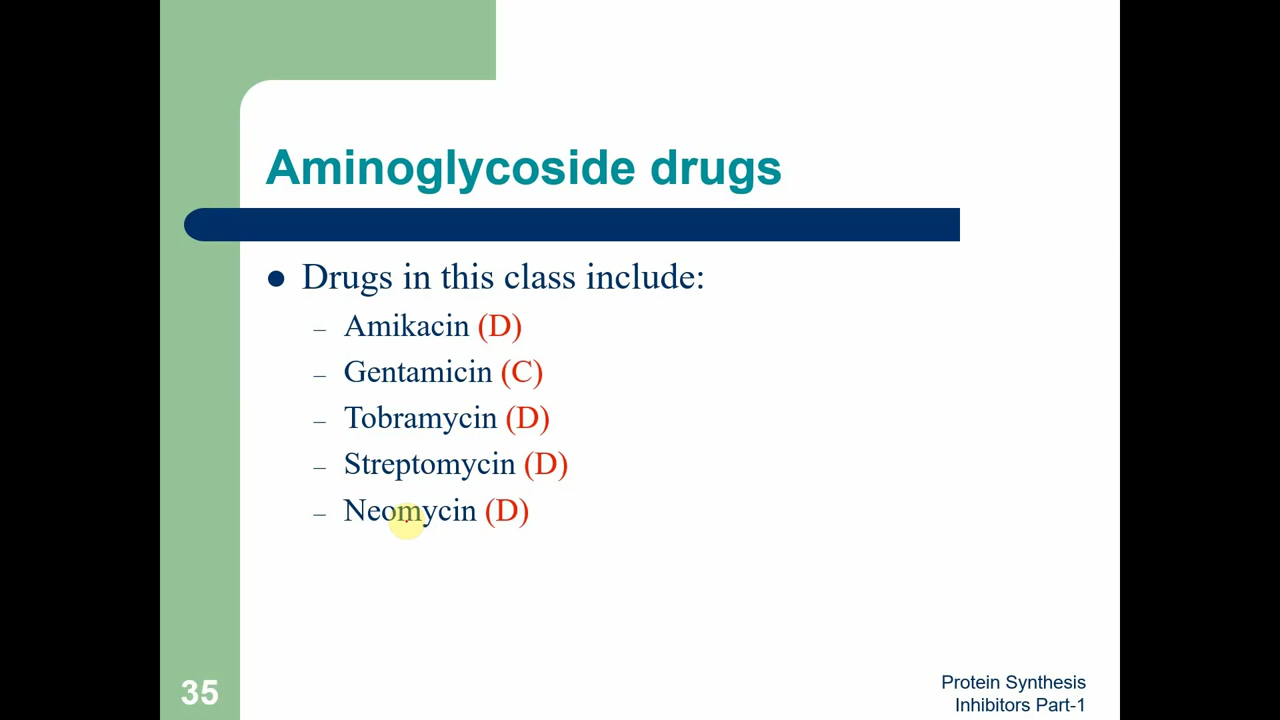 Aminoglycoside drugs
● Drugs in this class include:
– Amikacin (D)
– Gentamicin (C)
– Tobramycin (D)
– Streptomycin (D)
– Neomycin (D)
35
Protein Synthesis
Inhibitors Part-1